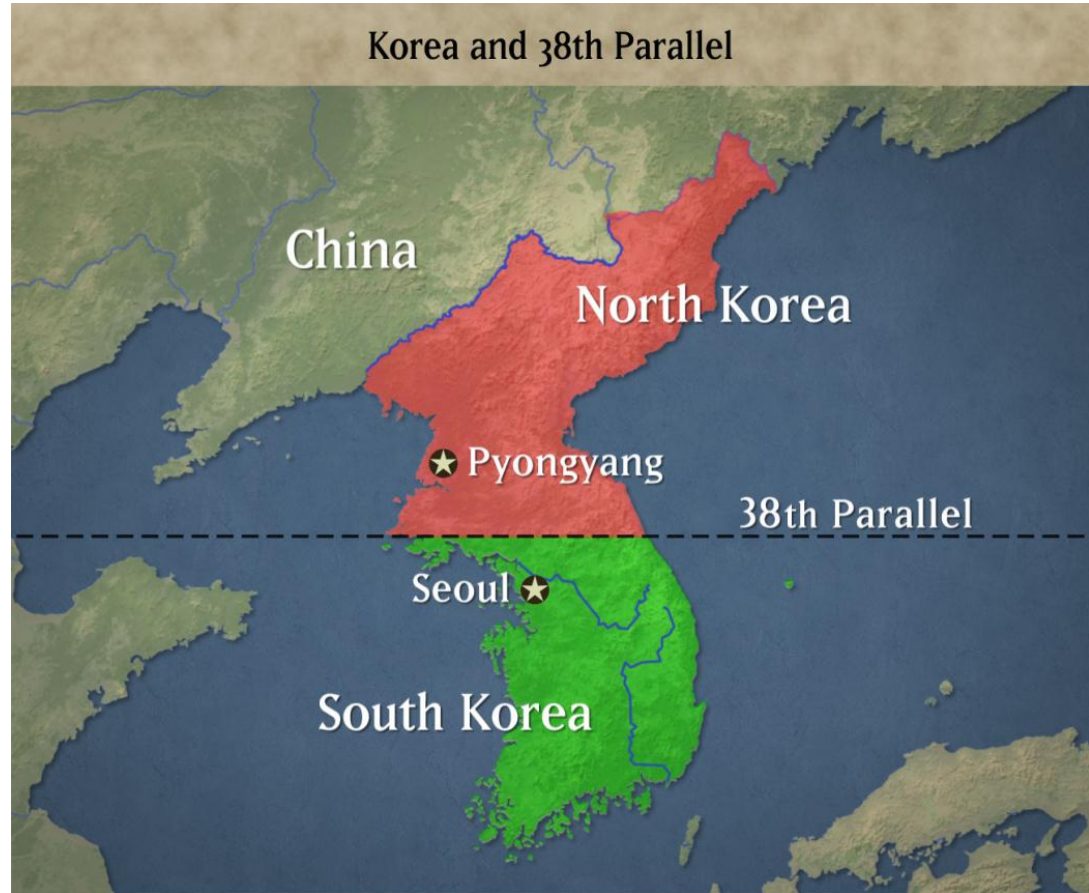 Korea and 38th Parallel
China
North Korea
Pyongyang
38th Parallel
Seoul
South Korea